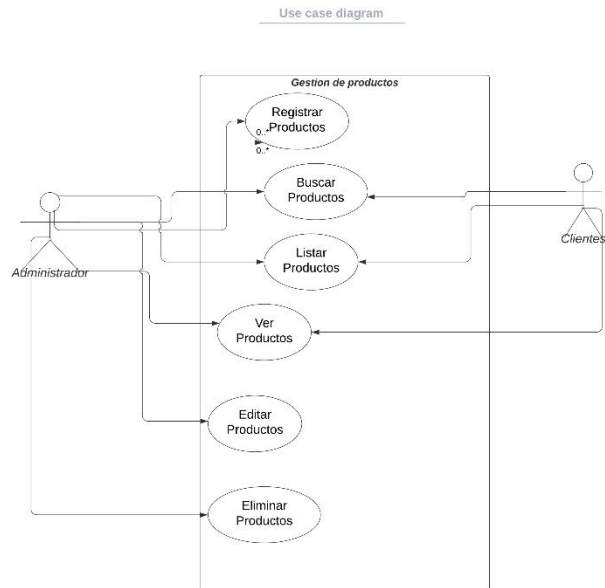 Use case diagram
Gestion de productos
Registrar
Productos
0..*
0..*
Buscar
Productos
Clientes
Listar
Productos
Administrador
Ver
Productos
Editar
Productos
Eliminar
Productos